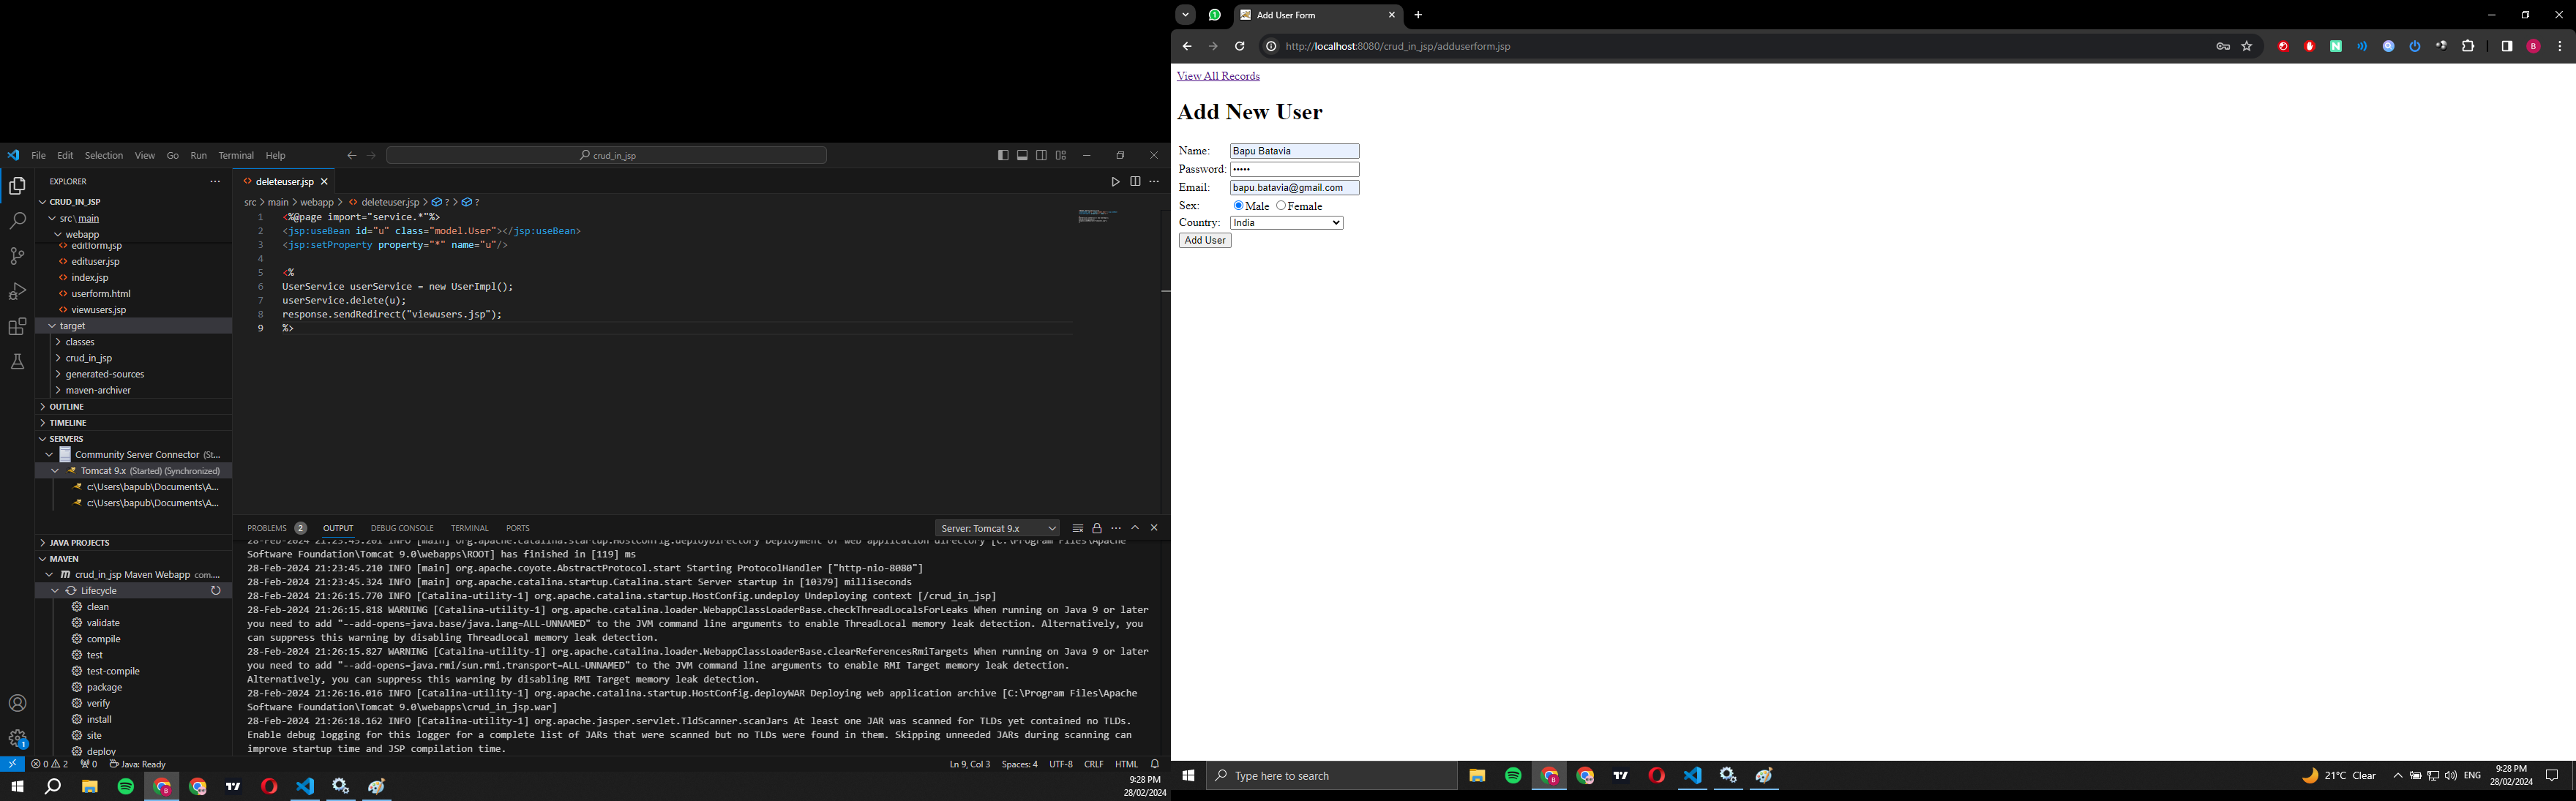 File Edit Selection View Go Run Terminal Help
crud_in_jsp
EXPLORER
CRUD_IN_JSP
src\main
webapp
editform.jsp
edituser.jsp
index.jsp
userform.html
viewusers.jsp
target
classes
crud_in_jsp
generated-sources
maven-archiver
OUTLINE
TIMELINE
SERVERS
Community Server Connector (St...
Tomcat 9.x (Started) (Synchronized)
c:\Users\bapub\Documents\A...
c:\Users\bapub\Documents\A...
JAVA PROJECTS
MAVEN
crud_in_jsp Maven Webapp com....
Lifecycle
clean
validate
compile
test
test-compile
package
verify
install
site
deploy
deleteuser.jsp
src > main > webapp > deleteuser.jsp > ? > ?
1 <%@page import="service.*"%>
2 <jsp:useBean id="u" class="model.User"></jsp:useBean>
3 <jsp:setProperty property="*" name="u"/>
4
5 <%
6 UserService userService = new UserImpl();
7 userService.delete(u);
8 response.sendRedirect("viewusers.jsp");
9 %>
PROBLEMS 2 OUTPUT DEBUG CONSOLE TERMINAL PORTS
Server: Tomcat 9.x
28-Feb-2024 21:23:45.201 INFO [main] org.apache.catalina.startup.HostConfig.deployDirectory Deployment of web application directory [C:\Program Files\Apache
Software Foundation\Tomcat 9.0\webapps\ROOT] has finished in [119] ms
28-Feb-2024 21:23:45.210 INFO [main] org.apache.coyote.AbstractProtocol.start Starting ProtocolHandler ["http-nio-8080"]
28-Feb-2024 21:23:45.324 INFO [main] org.apache.catalina.startup.Catalina.start Server startup in [10379] milliseconds
28-Feb-2024 21:26:15.770 INFO [Catalina-utility-1] org.apache.catalina.startup.HostConfig.undeploy Undeploying context [/crud_in_jsp]
28-Feb-2024 21:26:15.818 WARNING [Catalina-utility-1] org.apache.catalina.loader.WebappClassLoaderBase.checkThreadLocalsForLeaks When running on Java 9 or later
you need to add "--add-opens=java.base/java.lang=ALL-UNNAMED" to the JVM command line arguments to enable ThreadLocal memory leak detection. Alternatively, you
can suppress this warning by disabling ThreadLocal memory leak detection.
28-Feb-2024 21:26:15.827 WARNING [Catalina-utility-1] org.apache.catalina.loader.WebappClassLoaderBase.clearReferencesRmiTargets When running on Java 9 or later
you need to add "--add-opens=java.rmi/sun.rmi.transport=ALL-UNNAMED" to the JVM command line arguments to enable RMI Target memory leak detection.
Alternatively, you can suppress this warning by disabling RMI Target memory leak detection.
28-Feb-2024 21:26:16.016 INFO [Catalina-utility-1] org.apache.catalina.startup.HostConfig.deployWAR Deploying web application archive [C:\Program Files\Apache
Software Foundation\Tomcat 9.0\webapps\crud_in_jsp.war]
28-Feb-2024 21:26:18.162 INFO [Catalina-utility-1] org.apache.jasper.servlet.TldScanner.scanJars At least one JAR was scanned for TLDs yet contained no TLDs.
Enable debug logging for this logger for a complete list of JARs that were scanned but no TLDs were found in them. Skipping unneeded JARs during scanning can
improve startup time and JSP compilation time.
0 2 0 Java: Ready
Ln 9, Col 3 Spaces: 4 UTF-8 CRLF HTML
9:28 PM
28/02/2024
Add User Form
http://localhost:8080/crud_in_jsp/adduserform.jsp
View All Records
Add New User
Name: Bapu Batavia
Password: •••••
Email: bapu.batavia@gmail.com
Sex: Male Female
Country: India
Add User
Type here to search
21°C Clear
ENG
9:28 PM
28/02/2024